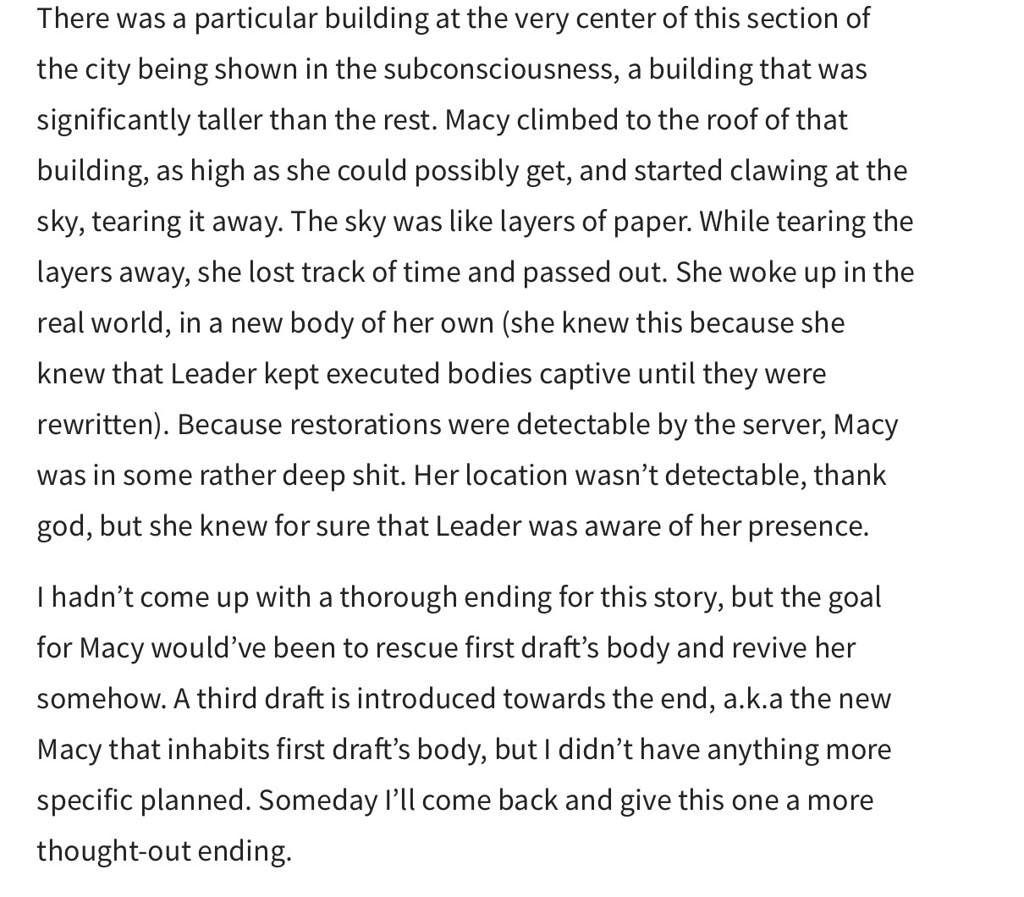 There was a particular building at the very center of this section of
the city being shown in the subconsciousness, a building that was
significantly taller than the rest. Macy climbed to the roof of that
building, as high as she could possibly get, and started clawing at the
sky, tearing it away. The sky was like layers of paper. While tearing the
layers away, she lost track of time and passed out. She woke up in the
real world, in a new body of her own (she knew this because she
knew that Leader kept executed bodies captive until they were
rewritten). Because restorations were detectable by the server, Macy
was in some rather deep shit. Her location wasn’t detectable, thank
god, but she knew for sure that Leader was aware of her presence.
I hadn’t come up with a thorough ending for this story, but the goal
for Macy would’ve been to rescue first draft’s body and revive her
somehow. A third draft is introduced towards the end, a.k.a the new
Macy that inhabits first draft’s body, but I didn’t have anything more
specific planned. Someday I’ll come back and give this one a more
thought-out ending.